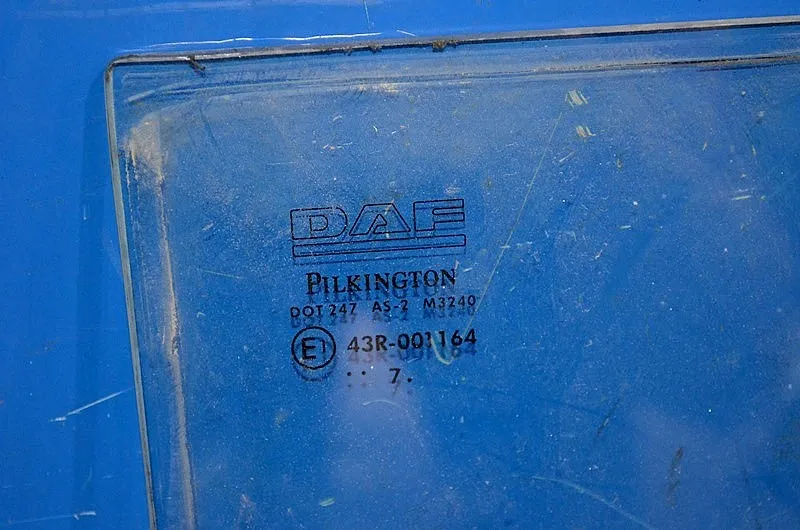 DAF
PILKINGTON
DOT 247 AS-2 M3240
E1 43R-001164
.. 7.